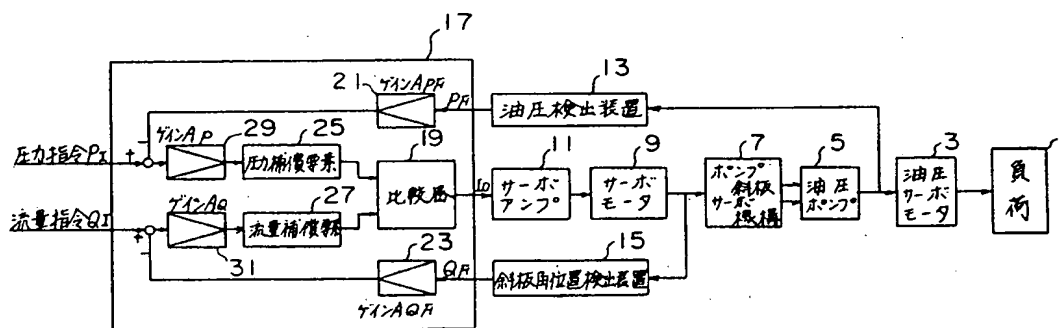 17
21
ゲインAPF
PF
13
油圧検出装置
圧力指令PI
+
-
ゲインAP
29
25
圧力補償要素
19
比較器
Io
11
サーボ
アンプ
9
サーボ
モータ
7
ポンプ
斜板
サーボ
機構
5
油圧
ポンプ
3
油圧
サーボ
モータ
負
荷
流量指令QI
+
-
ゲインAQ
31
27
流量補償要素
23
QF
ゲインAQF
15
斜板角位置検出装置